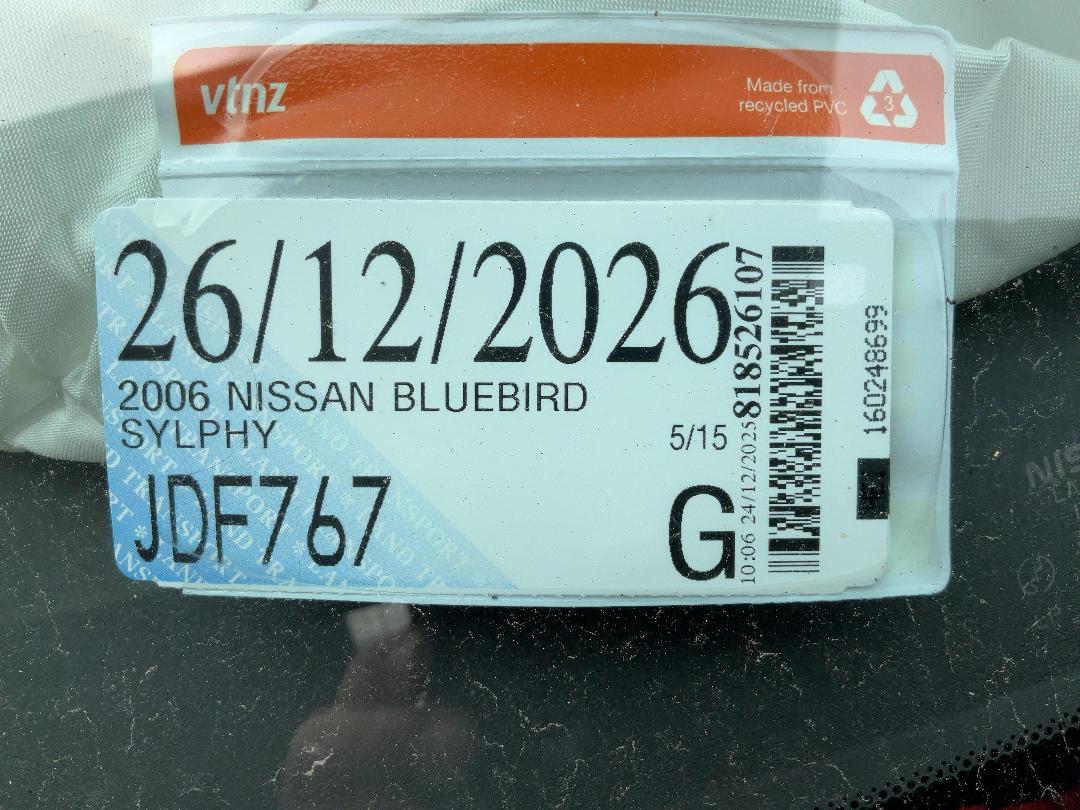 vtnz
Made from
recycled PVC
3
26/12/2026
2006 NISSAN BLUEBIRD
SYLPHY
5/15
JDF767
G
10:06 24/12/2025
818526107
160248699